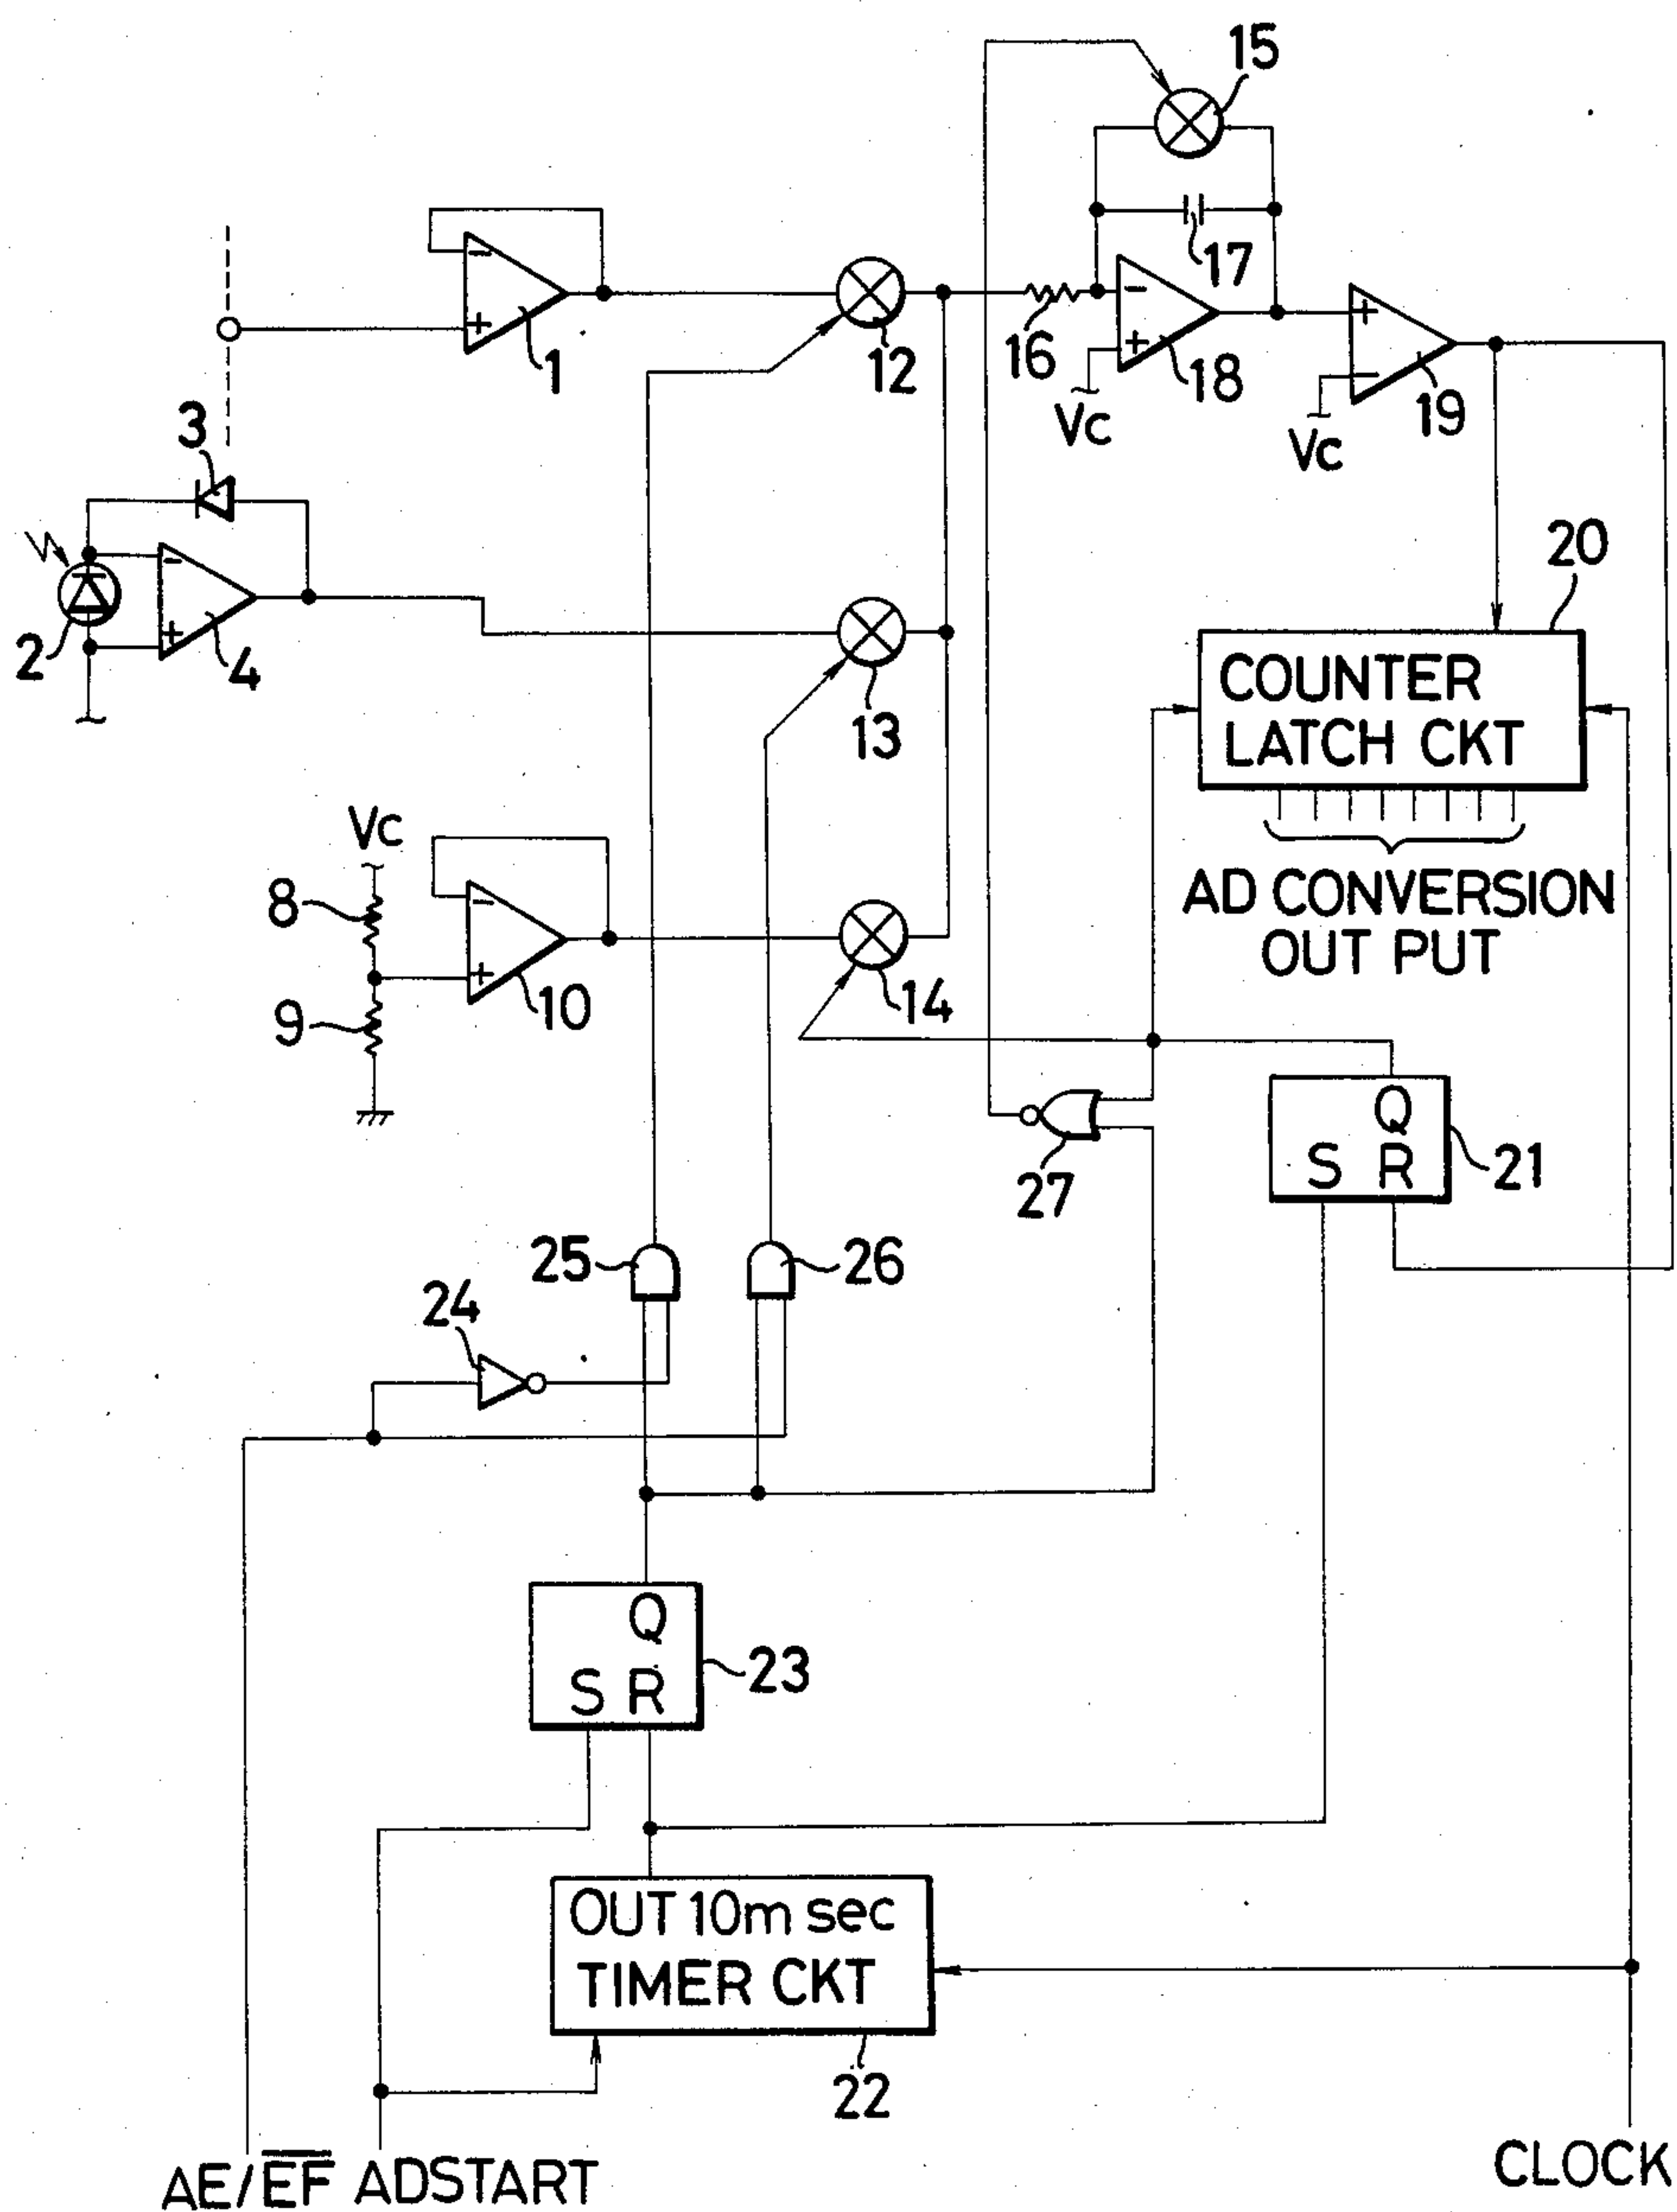 15
17
1
12
16
18
19
Vc
Vc
3
20
2
4
13
COUNTER
LATCH CKT
Vc
8
AD CONVERSION
OUT PUT
9
10
14
Q
S R
21
27
25
26
24
Q
S R
23
OUT 10m sec
TIMER CKT
22
AE/E̅F̅ ADSTART
CLOCK